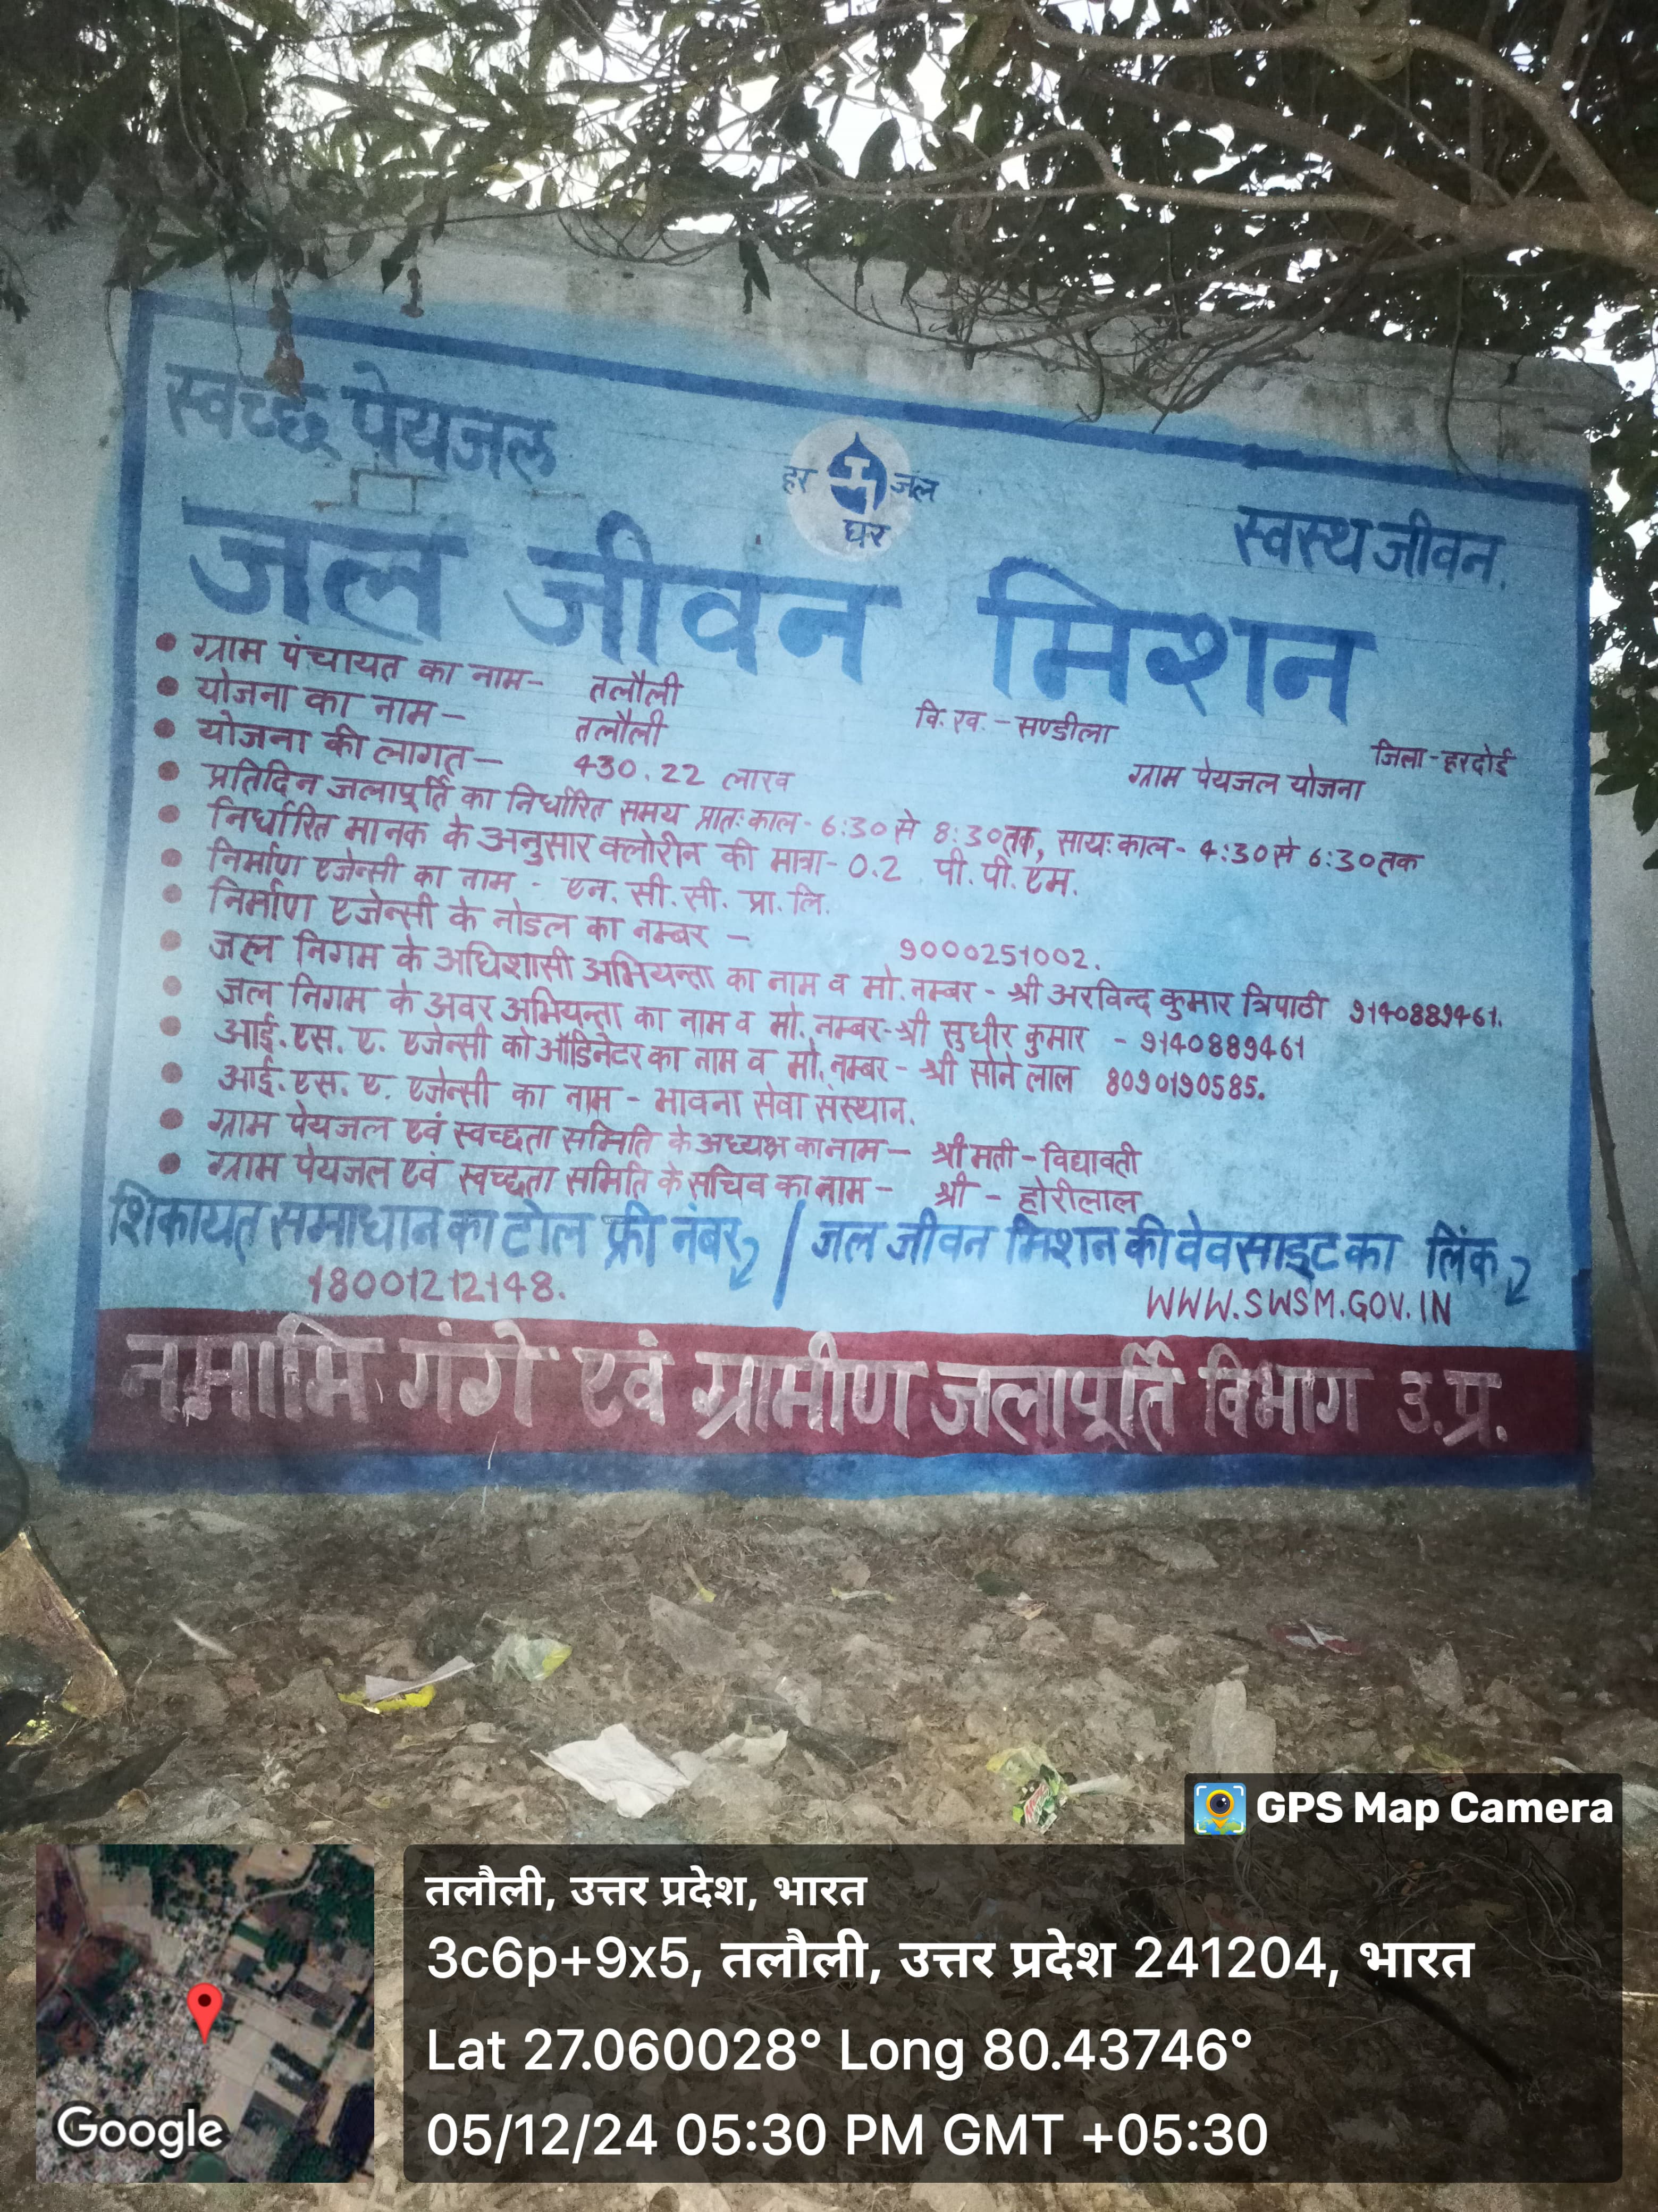 स्वच्छ पेयजल
हर जल
घर
स्वस्थ जीवन.
जल जीवन मिशन
• ग्राम पंचायत का नाम- तलौली वि.ख.- सण्डीला जिला-हरदोई
• योजना का नाम- तलौली ग्राम पेयजल योजना
• योजना की लागत- 430.22 लाख
• प्रतिदिन जलापूर्ति का निर्धारित समय प्रातःकाल- 6:30 से 8:30तक, सायःकाल- 4:30से 6:30तक
• निर्धारित मानक के अनुसार क्लोरीन की मात्रा- 0.2 पी.पी.एम.
• निर्माण एजेन्सी का नाम - एन. सी. सी. प्रा. लि.
• निर्माण एजेन्सी के नोडल का नम्बर - 9000251002.
• जल निगम के अधिशासी अभियन्ता का नाम व मो. नम्बर - श्री अरविन्द कुमार त्रिपाठी 9140889461.
• जल निगम के अवर अभियन्ता का नाम व मो. नम्बर-श्री सुधीर कुमार - 9140889461
• आई. एस. ए. एजेन्सी कोऑडिनेटर का नाम व मो. नम्बर - श्री सोने लाल 8090190585.
• आई. एस. ए. एजेन्सी का नाम - भावना सेवा संस्थान.
• ग्राम पेयजल एवं स्वच्छता समिति के अध्यक्ष का नाम- श्रीमती - विद्यावती
• ग्राम पेयजल एवं स्वच्छता समिति के सचिव का नाम- श्री - होरीलाल
शिकायत समाधान का टोल फ्री नंबर / जल जीवन मिशन की वेवसाइट का लिंक
18001212148. WWW.SWSM.GOV.IN
नमामि गंगे एवं ग्रामीण जलापूर्ति विभाग उ.प्र.
GPS Map Camera
तलौली, उत्तर प्रदेश, भारत
3c6p+9x5, तलौली, उत्तर प्रदेश 241204, भारत
Lat 27.060028° Long 80.43746°
05/12/24 05:30 PM GMT +05:30
Google